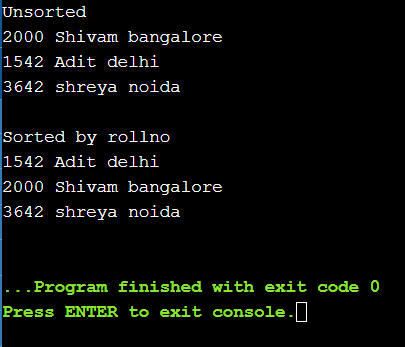 Unsorted
2000 Shivam bangalore
1542 Adit delhi
3642 shreya noida
Sorted by rollno
1542 Adit delhi
2000 Shivam bangalore
3642 shreya noida
...Program finished with exit code 0
Press ENTER to exit console.